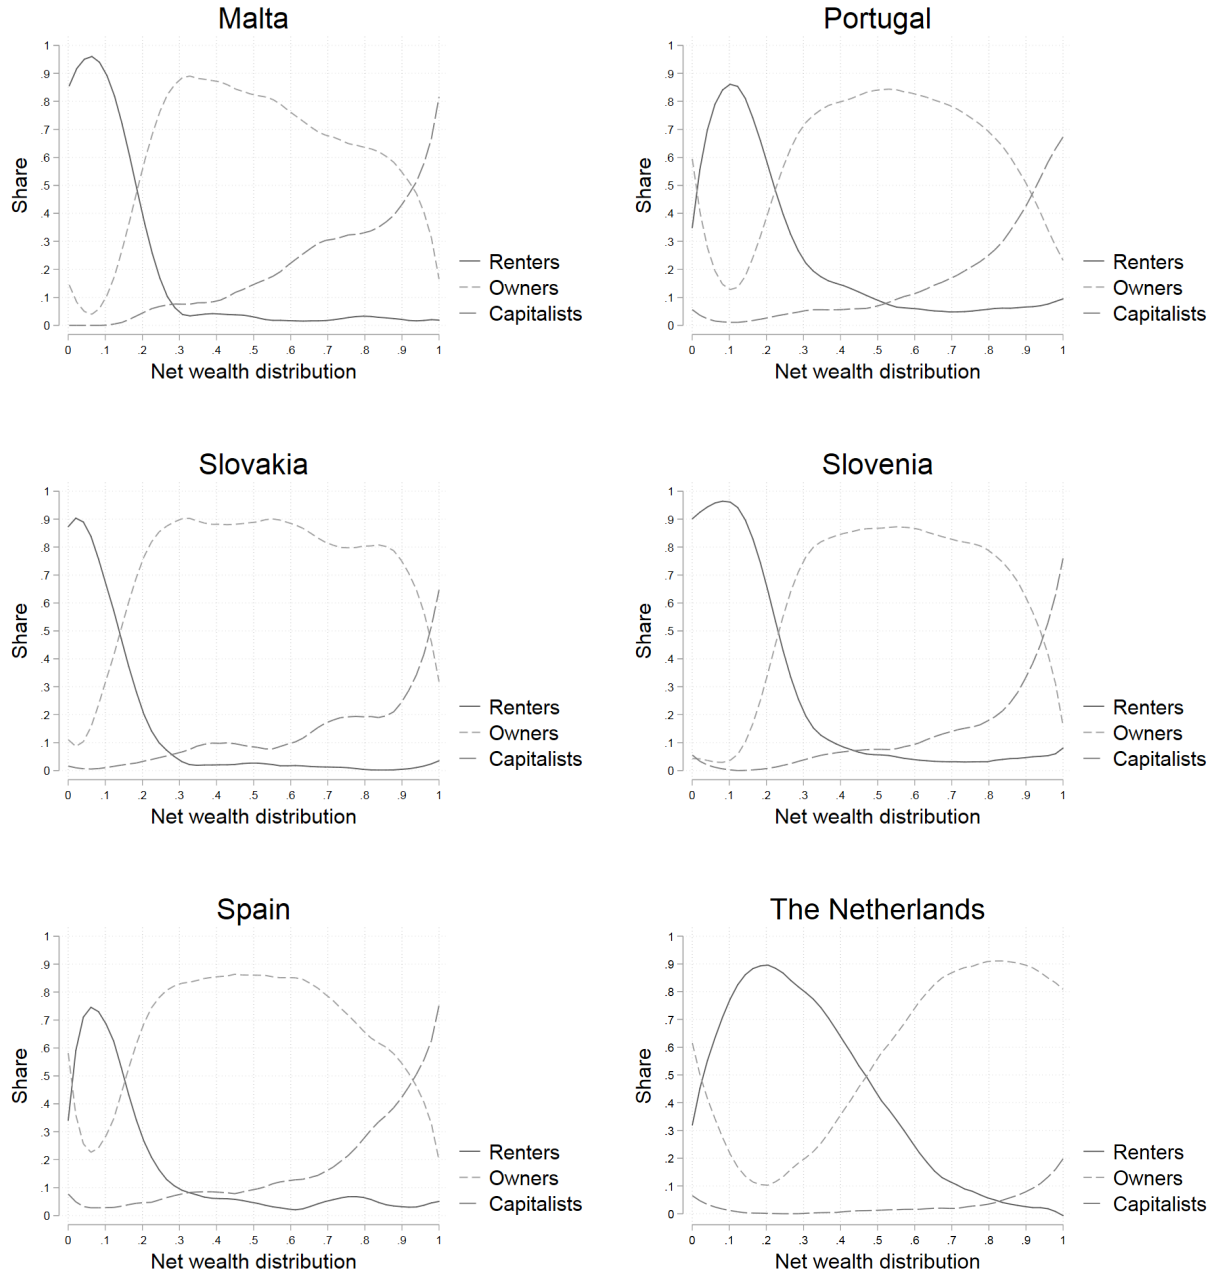 Malta
1
.9
.8
.7
.6
.5
.4
.3
.2
.1
0
Share
0 .1 .2 .3 .4 .5 .6 .7 .8 .9 1
Net wealth distribution
Renters
Owners
Capitalists
Portugal
1
.9
.8
.7
.6
.5
.4
.3
.2
.1
0
Share
0 .1 .2 .3 .4 .5 .6 .7 .8 .9 1
Net wealth distribution
Renters
Owners
Capitalists
Slovakia
1
.9
.8
.7
.6
.5
.4
.3
.2
.1
0
Share
0 .1 .2 .3 .4 .5 .6 .7 .8 .9 1
Net wealth distribution
Renters
Owners
Capitalists
Slovenia
1
.9
.8
.7
.6
.5
.4
.3
.2
.1
0
Share
0 .1 .2 .3 .4 .5 .6 .7 .8 .9 1
Net wealth distribution
Renters
Owners
Capitalists
Spain
1
.9
.8
.7
.6
.5
.4
.3
.2
.1
0
Share
0 .1 .2 .3 .4 .5 .6 .7 .8 .9 1
Net wealth distribution
Renters
Owners
Capitalists
The Netherlands
1
.9
.8
.7
.6
.5
.4
.3
.2
.1
0
Share
0 .1 .2 .3 .4 .5 .6 .7 .8 .9 1
Net wealth distribution
Renters
Owners
Capitalists